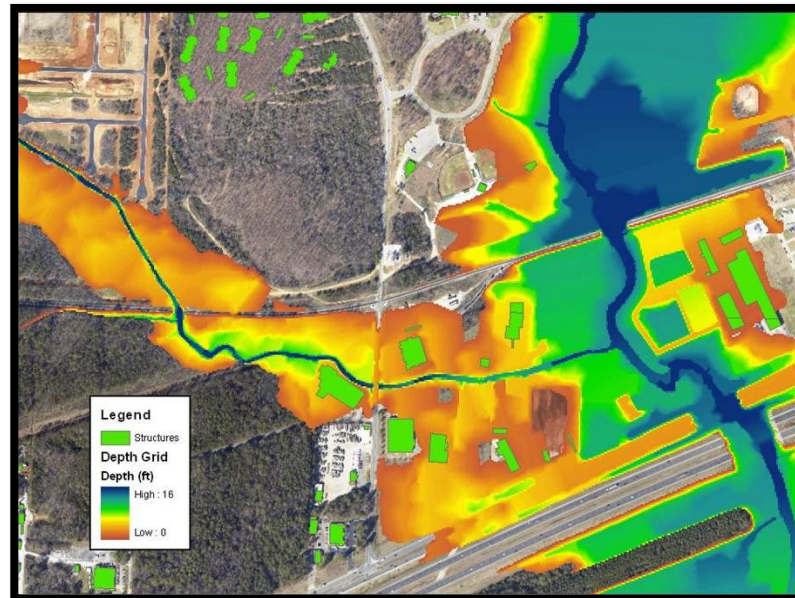 Legend
Structures
Depth Grid
Depth (ft)
High : 16
Low : 0